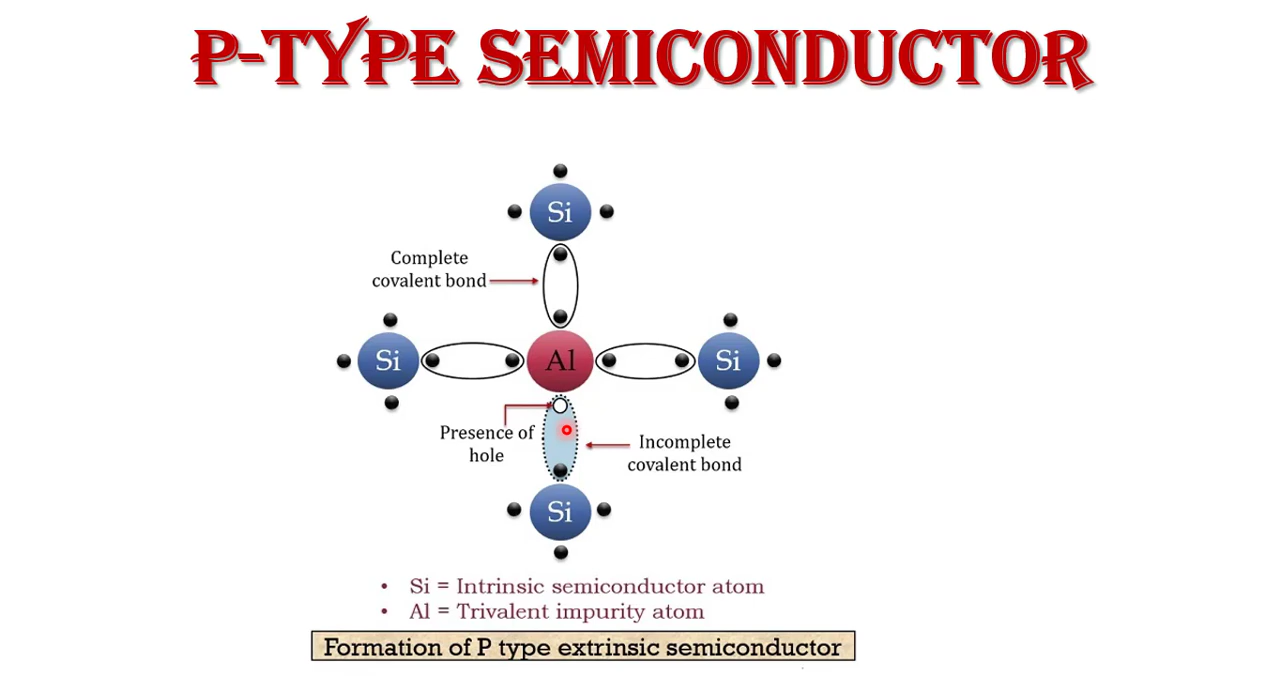 P-TYPE SEMICONDUCTOR
Si
Complete
covalent bond
Si
Al
Si
Presence of
hole
Incomplete
covalent bond
Si
• Si = Intrinsic semiconductor atom
• Al = Trivalent impurity atom
Formation of P type extrinsic semiconductor